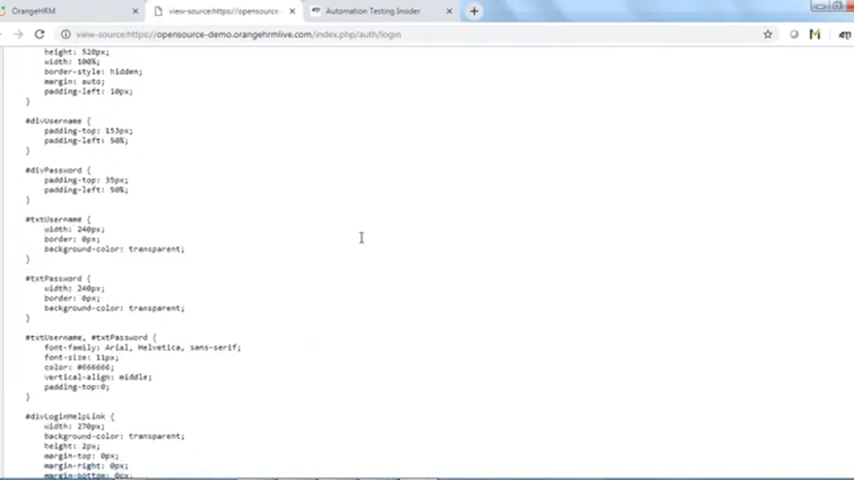 OrangeHRM
view-source:https://opensource-
Automation Testing Insider
view-source:https://opensource-demo.orangehrmlive.com/index.php/auth/login
height: 520px;
width: 100%;
border-style: hidden;
margin: auto;
padding-left: 10px;
}
#divUsername {
padding-top: 153px;
padding-left: 50%;
}
#divPassword {
padding-top: 35px;
padding-left: 50%;
}
#txtUsername {
width: 240px;
border: 0px;
background-color: transparent;
}
#txtPassword {
width: 240px;
border: 0px;
background-color: transparent;
}
#txtUsername, #txtPassword {
font-family: Arial, Helvetica, sans-serif;
font-size: 11px;
color: #666666;
vertical-align: middle;
padding-top:0;
}
#divLoginHelpLink {
width: 270px;
background-color: transparent;
height: 2px;
margin-top: 0px;
margin-right: 0px;
margin-bottom: 0px;